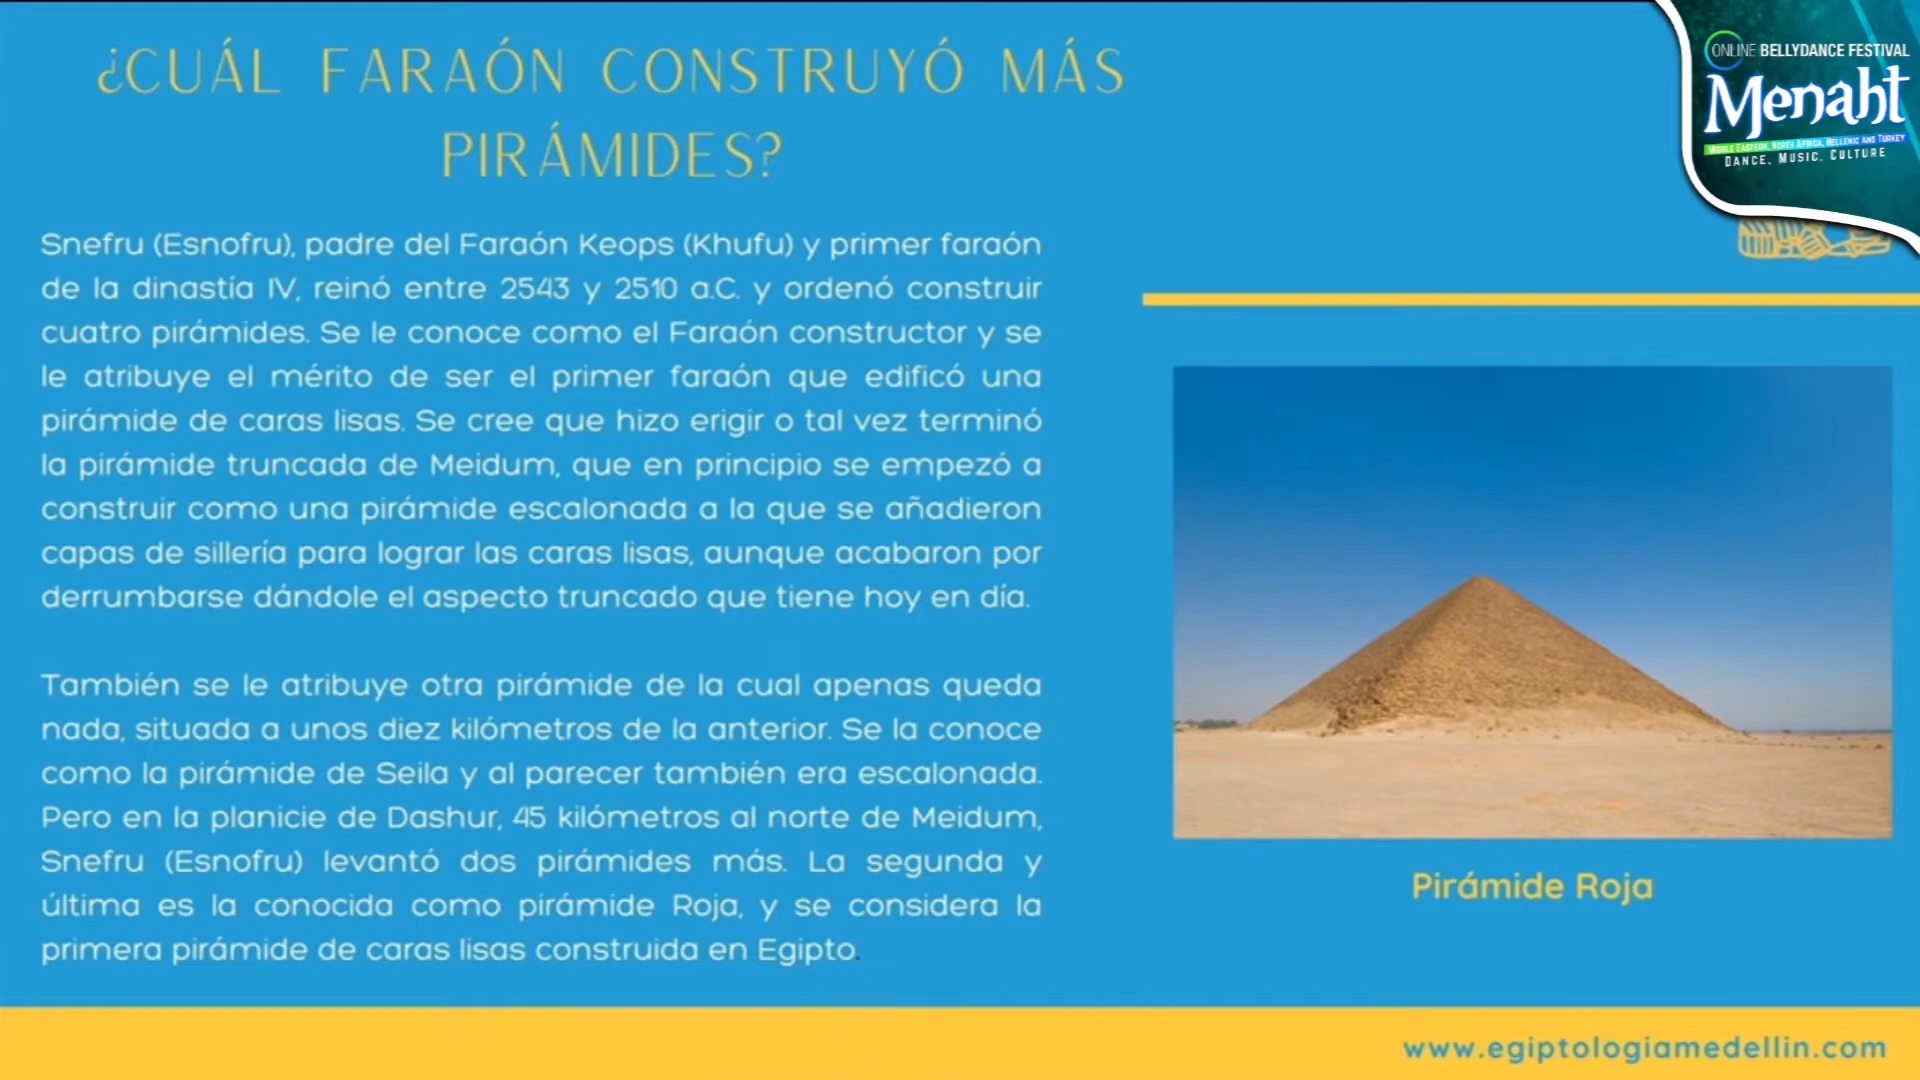 ¿CUÁL FARAÓN CONSTRUYÓ MÁS
PIRÁMIDES?
ONLINE BELLYDANCE FESTIVAL
Menaht
MIDDLE EASTERN, NORTH AFRICA, HELLENIC AND TURKEY
DANCE, MUSIC, CULTURE
Snefru (Esnofru), padre del Faraón Keops (Khufu) y primer faraón
de la dinastía IV, reinó entre 2543 y 2510 a.C. y ordenó construir
cuatro pirámides. Se le conoce como el Faraón constructor y se
le atribuye el mérito de ser el primer faraón que edificó una
pirámide de caras lisas. Se cree que hizo erigir o tal vez terminó
la pirámide truncada de Meidum, que en principio se empezó a
construir como una pirámide escalonada a la que se añadieron
capas de sillería para lograr las caras lisas, aunque acabaron por
derrumbarse dándole el aspecto truncado que tiene hoy en día.
También se le atribuye otra pirámide de la cual apenas queda
nada, situada a unos diez kilómetros de la anterior. Se la conoce
como la pirámide de Seila y al parecer también era escalonada.
Pero en la planicie de Dashur, 45 kilómetros al norte de Meidum,
Snefru (Esnofru) levantó dos pirámides más. La segunda y
última es la conocida como pirámide Roja, y se considera la
primera pirámide de caras lisas construida en Egipto.
Pirámide Roja
www.egiptologiamedellin.com